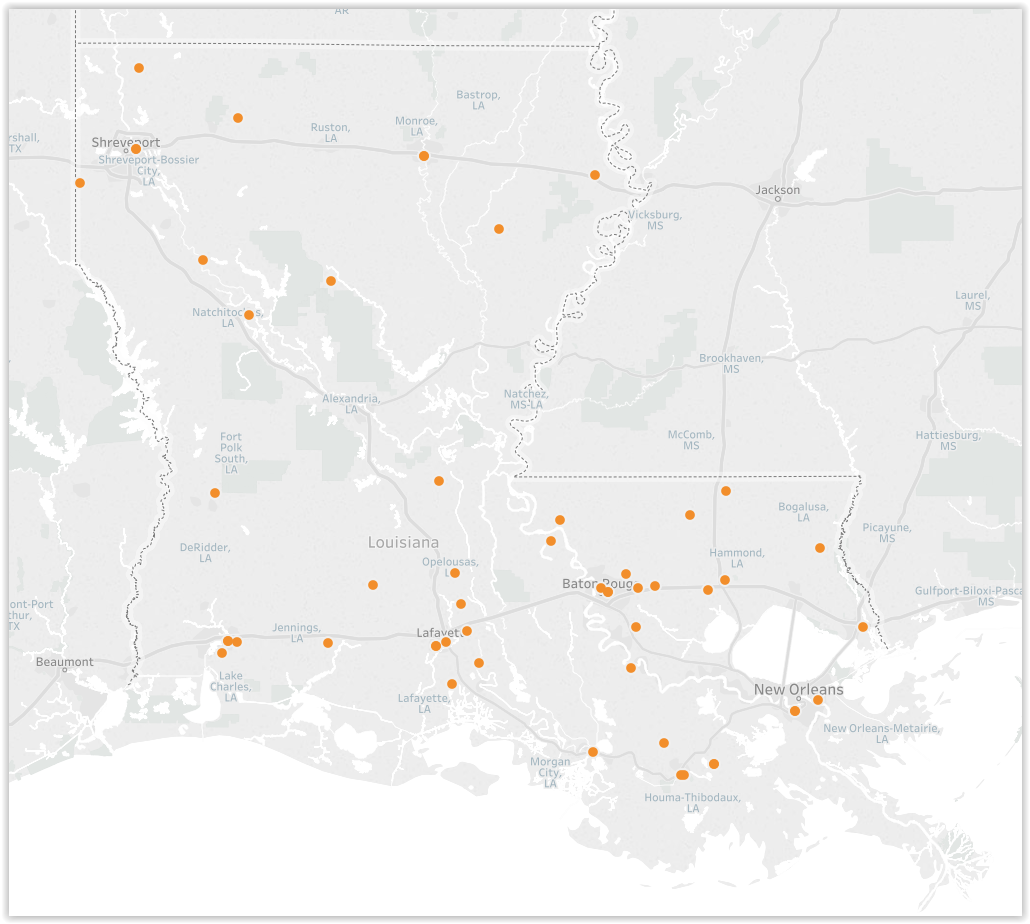 AR
Bastrop,
LA
Monroe,
LA
Ruston,
LA
Shreveport
Shreveport-Bossier
City,
LA
rshall,
TX
Jackson
Vicksburg,
MS
Laurel,
MS
Natchitoches,
LA
Brookhaven,
MS
Alexandria,
LA
Natchez,
MS-LA
McComb,
MS
Hattiesburg,
MS
Fort
Polk
South,
LA
Bogalusa,
LA
Picayune,
MS
Louisiana
DeRidder,
LA
Hammond,
LA
Opelousas,
LA
Baton Roug
Gulfport-Biloxi-Pasca
MS
ont-Port
thur,
TX
Jennings,
LA
Lafayette
Beaumont
Lake
Charles,
LA
Lafayette,
LA
New Orleans
New Orleans-Metairie,
LA
Morgan
City,
LA
Houma-Thibodaux,
LA